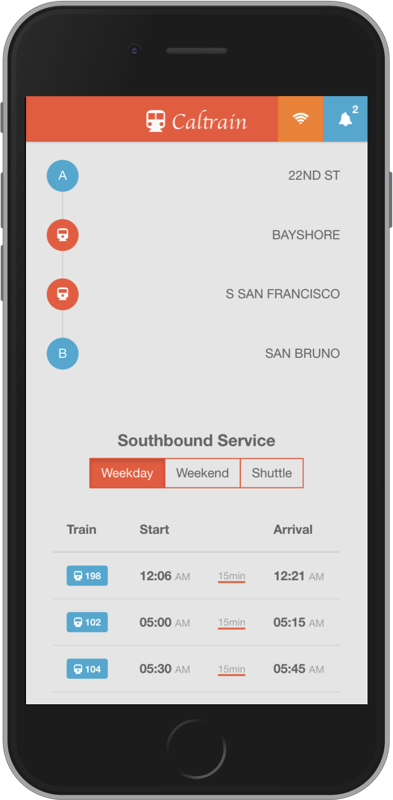 Caltrain 2
A 22ND ST
BAYSHORE
S SAN FRANCISCO
B SAN BRUNO
Southbound Service
Weekday Weekend Shuttle
Train Start Arrival
198 12:06 AM 15min 12:21 AM
102 05:00 AM 15min 05:15 AM
104 05:30 AM 15min 05:45 AM